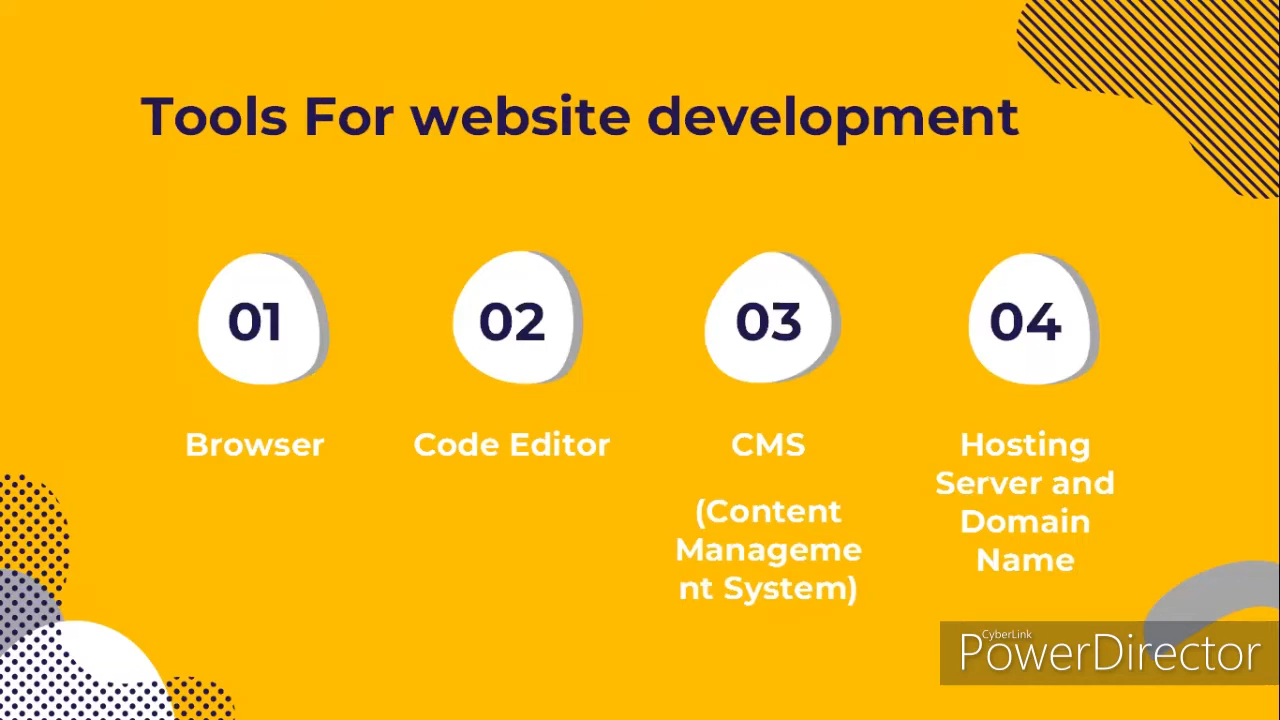 Tools For website development
01
02
03
04
Browser
Code Editor
CMS
(Content
Manageme
nt System)
Hosting
Server and
Domain
Name
CyberLink
PowerDirector